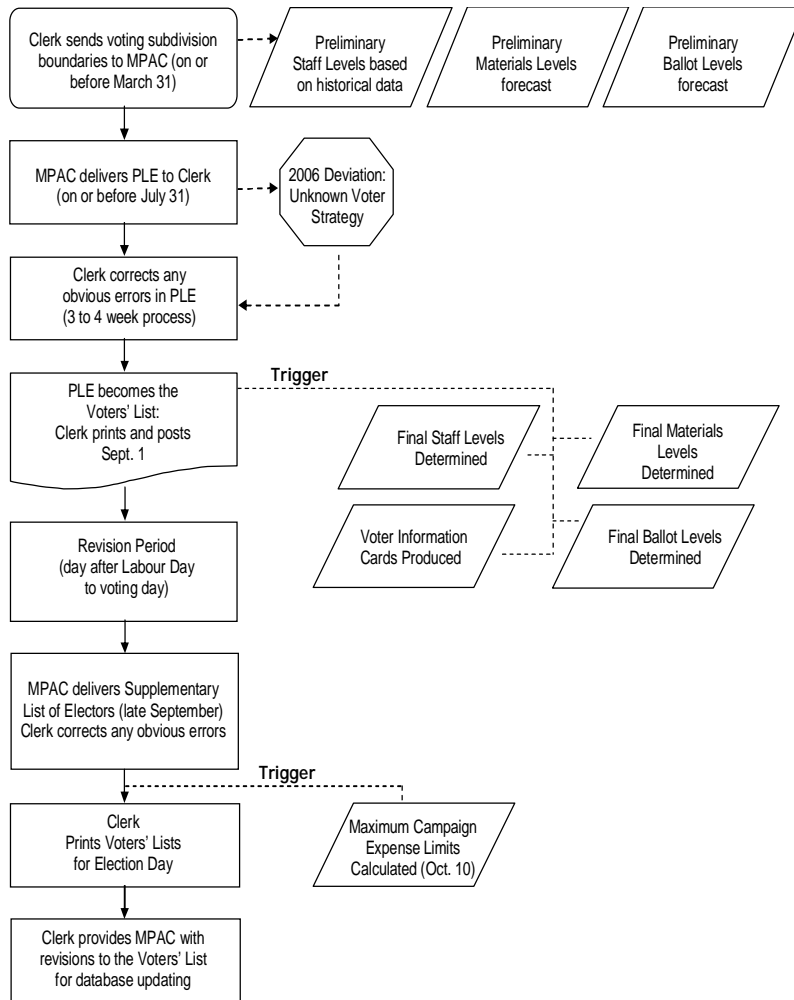 Clerk sends voting subdivision
boundaries to MPAC (on or
before March 31)
Preliminary
Staff Levels based
on historical data
Preliminary
Materials Levels
forecast
Preliminary
Ballot Levels
forecast
MPAC delivers PLE to Clerk
(on or before July 31)
2006 Deviation:
Unknown Voter
Strategy
Clerk corrects any
obvious errors in PLE
(3 to 4 week process)
PLE becomes the
Voters' List:
Clerk prints and posts
Sept. 1
Trigger
Final Staff Levels
Determined
Final Materials
Levels
Determined
Voter Information
Cards Produced
Final Ballot Levels
Determined
Revision Period
(day after Labour Day
to voting day)
MPAC delivers Supplementary
List of Electors (late September)
Clerk corrects any obvious errors
Trigger
Clerk
Prints Voters' Lists
for Election Day
Maximum Campaign
Expense Limits
Calculated (Oct. 10)
Clerk provides MPAC with
revisions to the Voters' List
for database updating